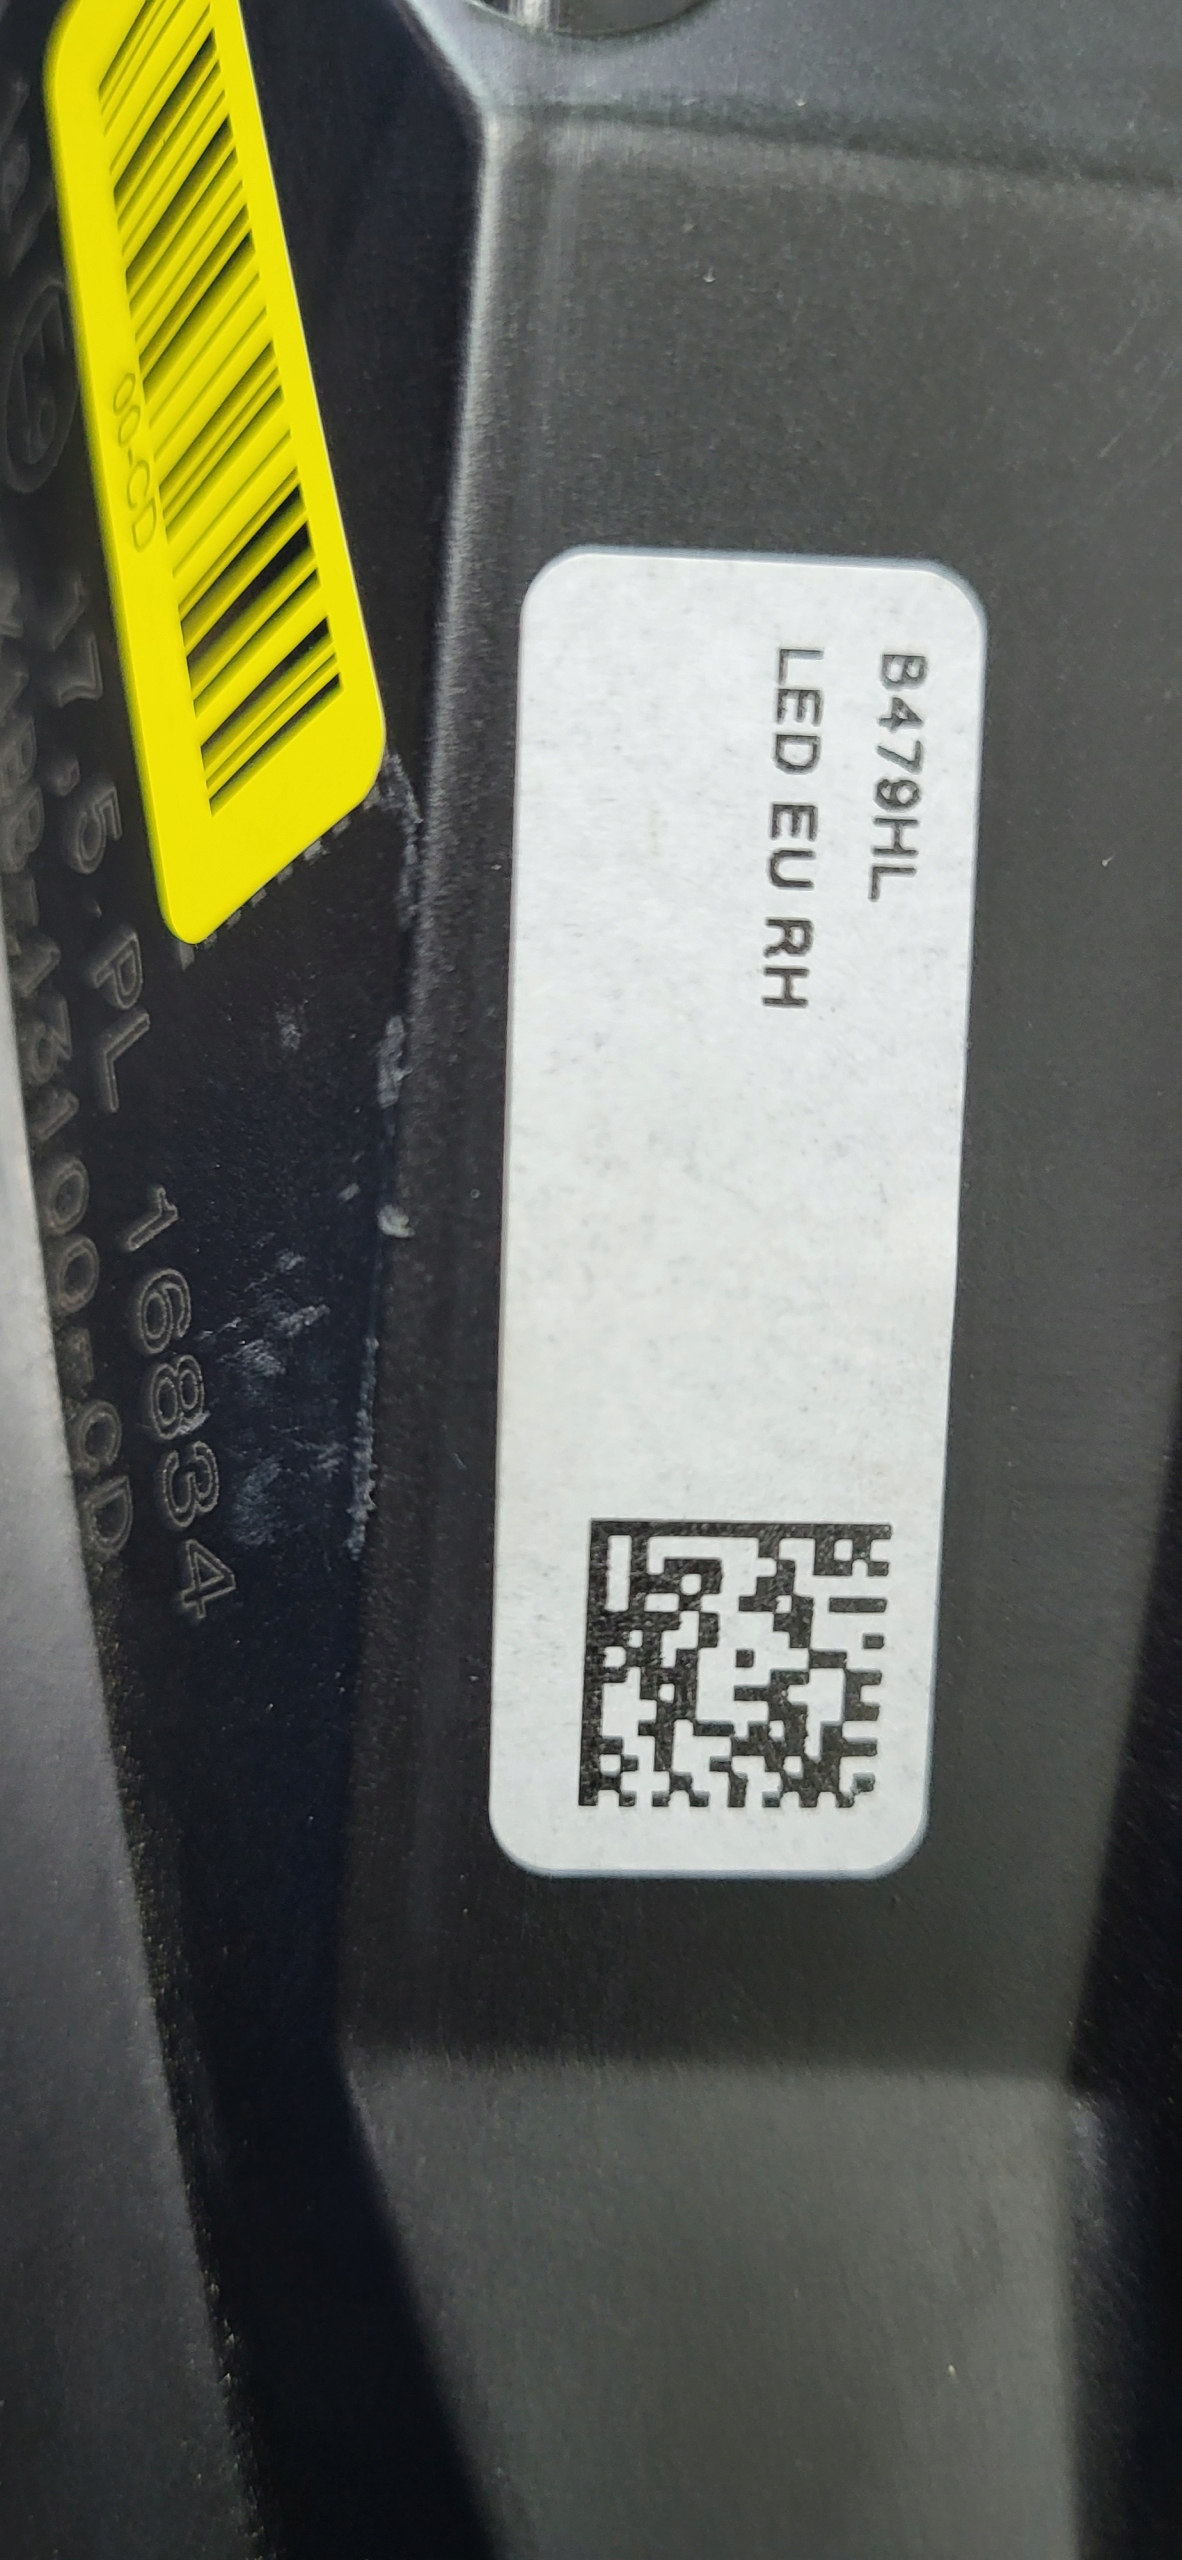 B479HL
LED EU RH
00-CD
17.5.PL 16834